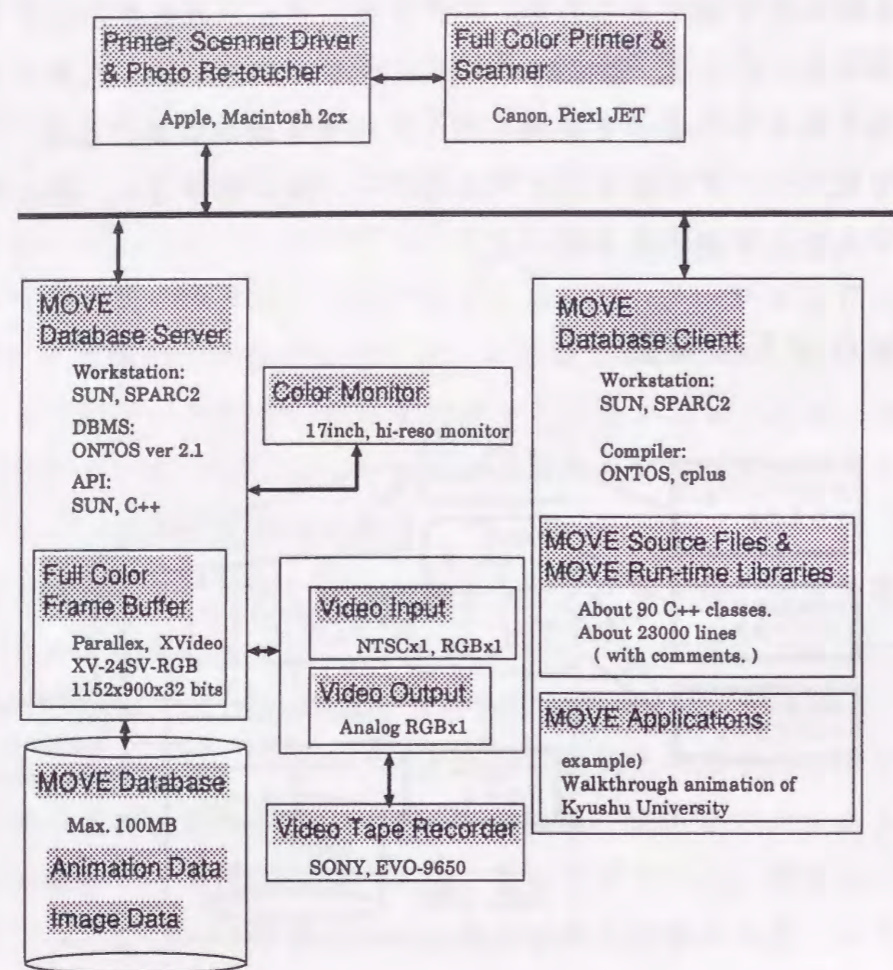 Printer, Scenner Driver
& Photo Re-toucher
Apple, Macintosh 2cx
Full Color Printer &
Scanner
Canon, Piexl JET
MOVE
Database Server
Workstation:
SUN, SPARC2
DBMS:
ONTOS ver 2.1
API:
SUN, C++
Full Color
Frame Buffer
Parallex, XVideo
XV-24SV-RGB
1152x900x32 bits
MOVE Database
Max. 100MB
Animation Data
Image Data
Color Monitor
17inch, hi-reso monitor
Video Input
NTSCx1, RGBx1
Video Output
Analog RGBx1
Video Tape Recorder
SONY, EVO-9650
MOVE
Database Client
Workstation:
SUN, SPARC2
Compiler:
ONTOS, cplus
MOVE Source Files &
MOVE Run-time Libraries
About 90 C++ classes.
About 23000 lines
( with comments. )
MOVE Applications
example)
Walkthrough animation of
Kyushu University